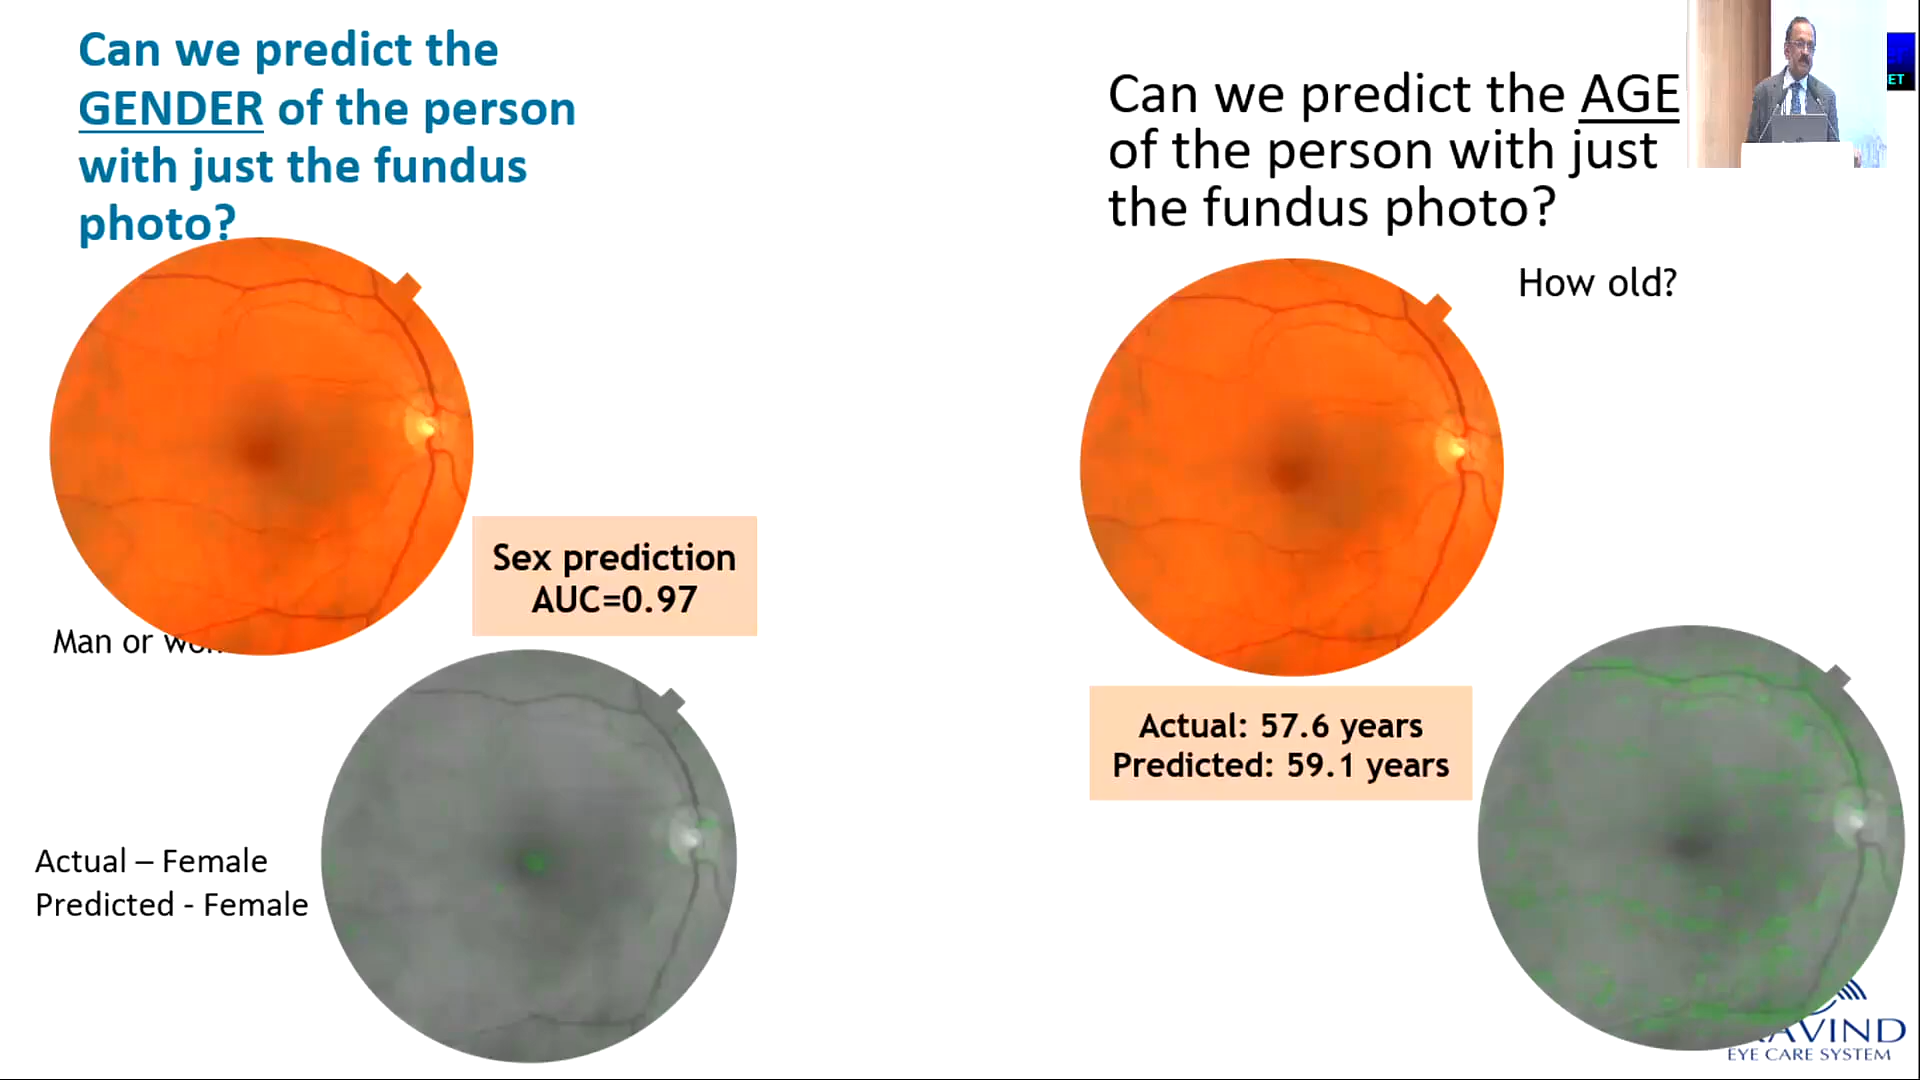 Can we predict the
GENDER of the person
with just the fundus
photo?
Man or
Sex prediction
AUC=0.97
Actual – Female
Predicted - Female
Can we predict the AGE
of the person with just
the fundus photo?
How old?
Actual: 57.6 years
Predicted: 59.1 years
ET
EYE CARE SYSTEM